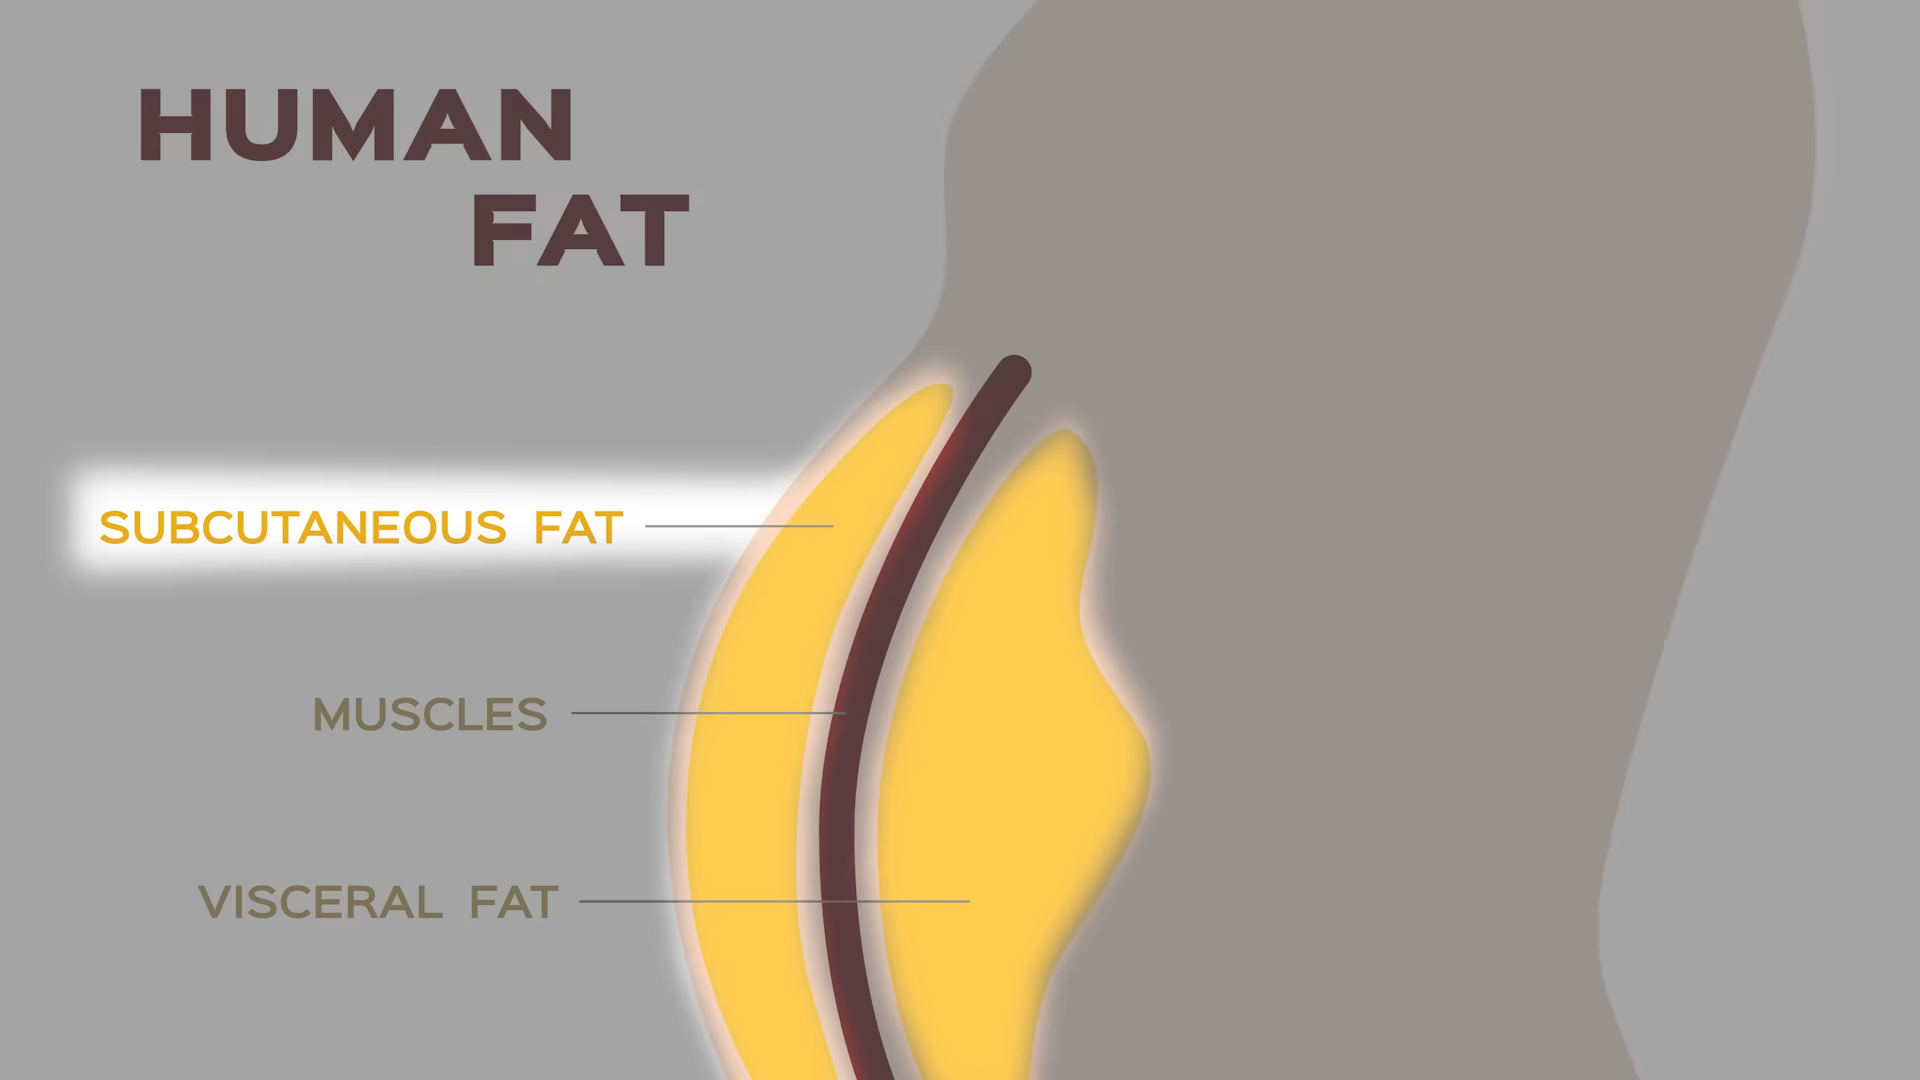 HUMAN
FAT
SUBCUTANEOUS FAT
MUSCLES
VISCERAL FAT